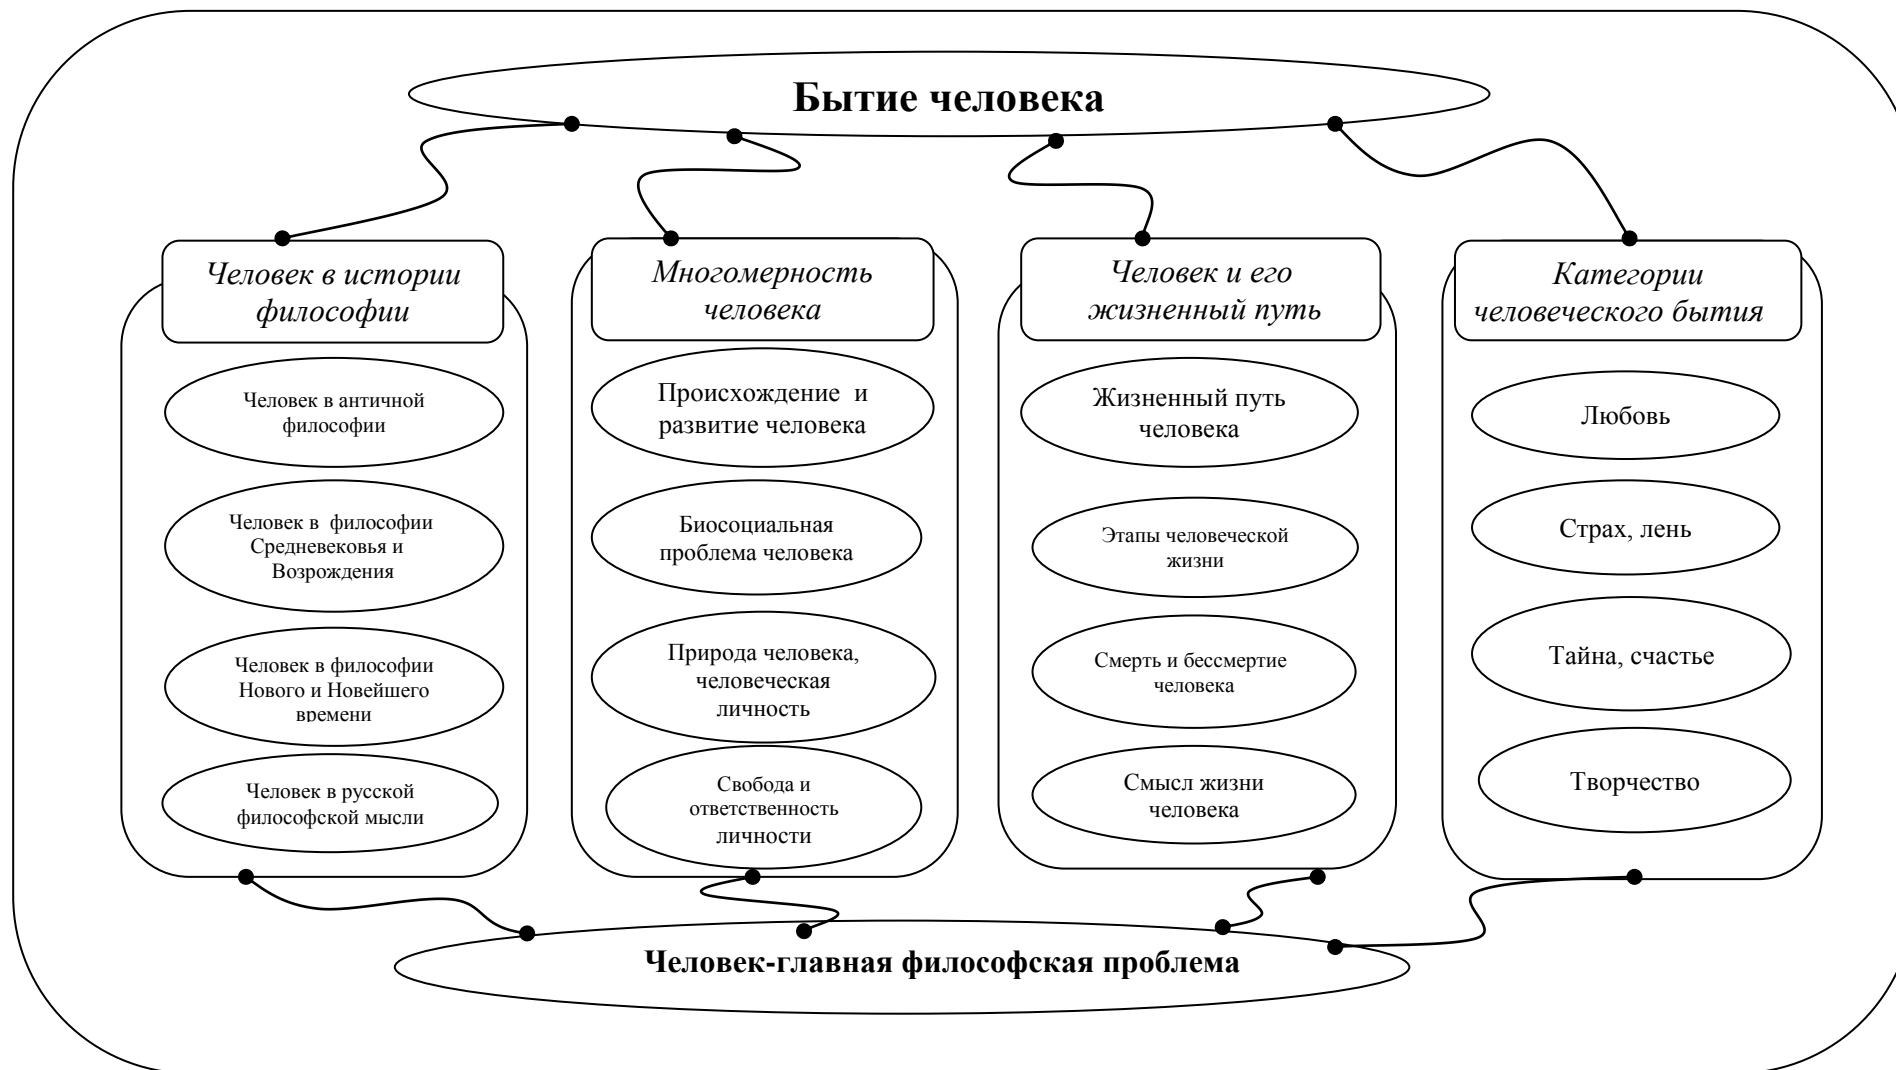 Бытие человека
Человек в истории
философии
Человек в античной
философии
Человек в  философии
Средневековья и
Возрождения
Человек в философии
Нового и Новейшего
времени
Человек в русской
философской мысли
Многомерность
человека
Происхождение  и
развитие человека
Биосоциальная
проблема человека
Природа человека,
человеческая
личность
Свобода и
ответственность
личности
Человек и его
жизненный путь
Жизненный путь
человека
Этапы человеческой
жизни
Смерть и бессмертие
человека
Смысл жизни
человека
Категории
человеческого бытия
Любовь
Страх, лень
Тайна, счастье
Творчество
Человек-главная философская проблема